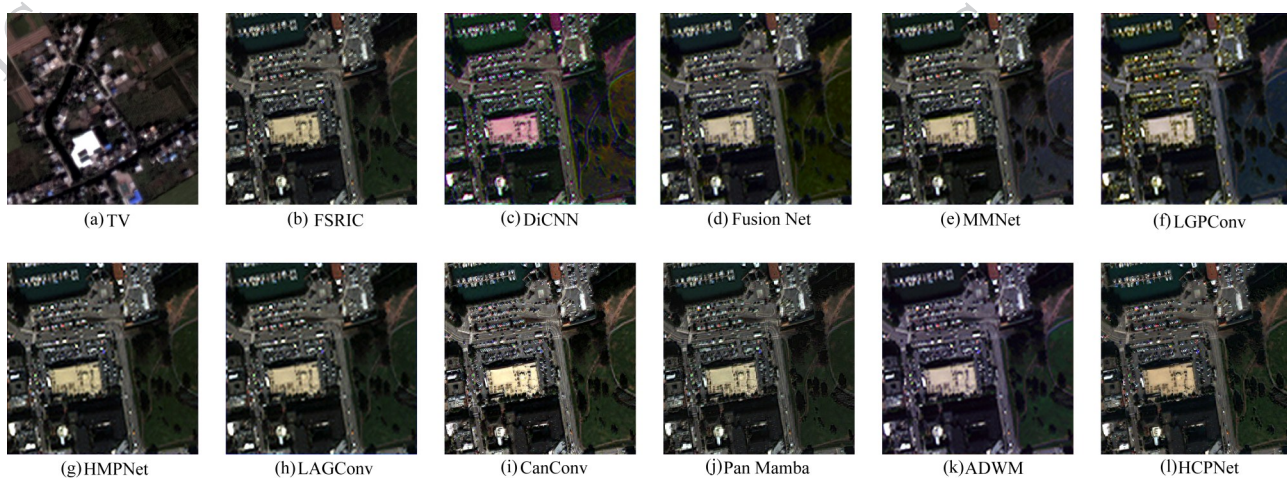 (a) TV
(b) FSRIC
(c) DiCNN
(d) Fusion Net
(e) MMNet
(f) LGPConv
(g) HMPNet
(h) LAGConv
(i) CanConv
(j) Pan Mamba
(k) ADWM
(l) HCPNet